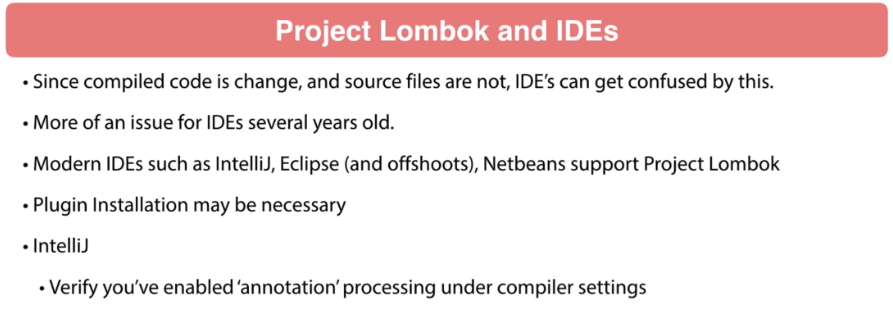 Project Lombok and IDEs
• Since compiled code is change, and source files are not, IDE's can get confused by this.
• More of an issue for IDEs several years old.
• Modern IDEs such as IntelliJ, Eclipse (and offshoots), Netbeans support Project Lombok
• Plugin Installation may be necessary
• IntelliJ
• Verify you've enabled 'annotation' processing under compiler settings